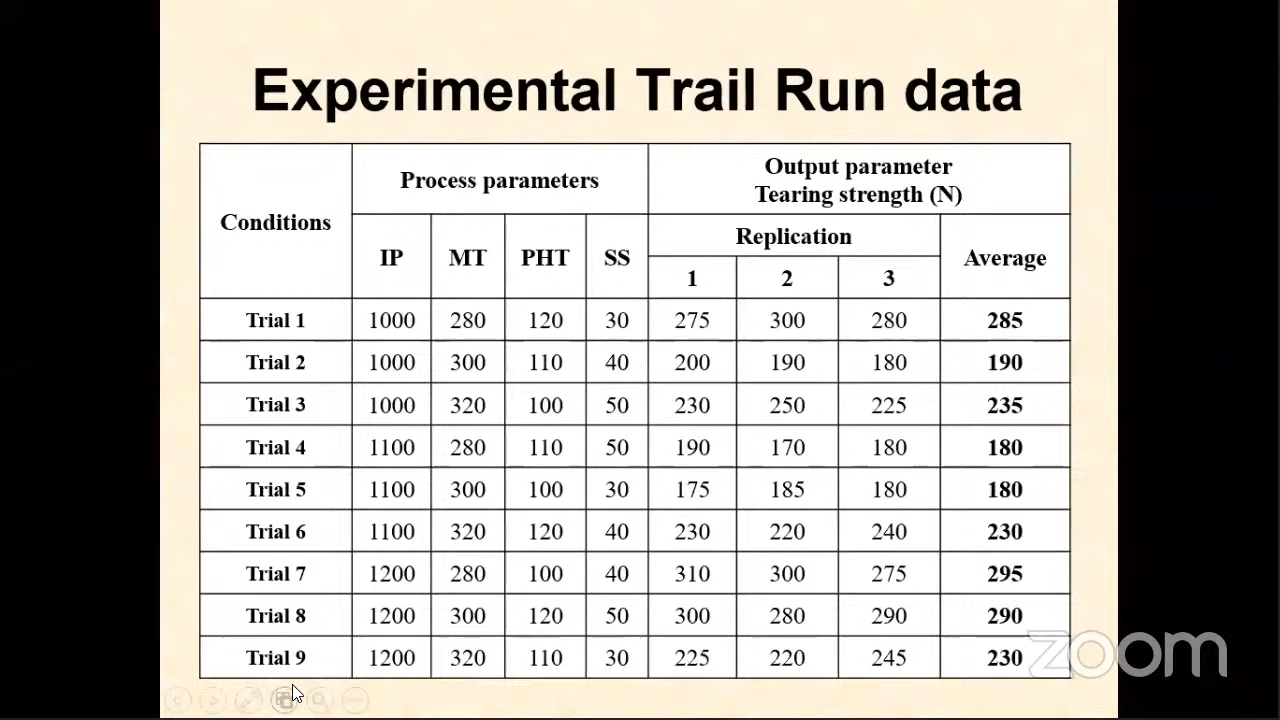 Experimental Trail Run data
Conditions Process parameters Output parameter
Tearing strength (N)
IP MT PHT SS Replication Average
1 2 3
Trial 1 1000 280 120 30 275 300 280 285
Trial 2 1000 300 110 40 200 190 180 190
Trial 3 1000 320 100 50 230 250 225 235
Trial 4 1100 280 110 50 190 170 180 180
Trial 5 1100 300 100 30 175 185 180 180
Trial 6 1100 320 120 40 230 220 240 230
Trial 7 1200 280 100 40 310 300 275 295
Trial 8 1200 300 120 50 300 280 290 290
Trial 9 1200 320 110 30 225 220 245 230
zoom